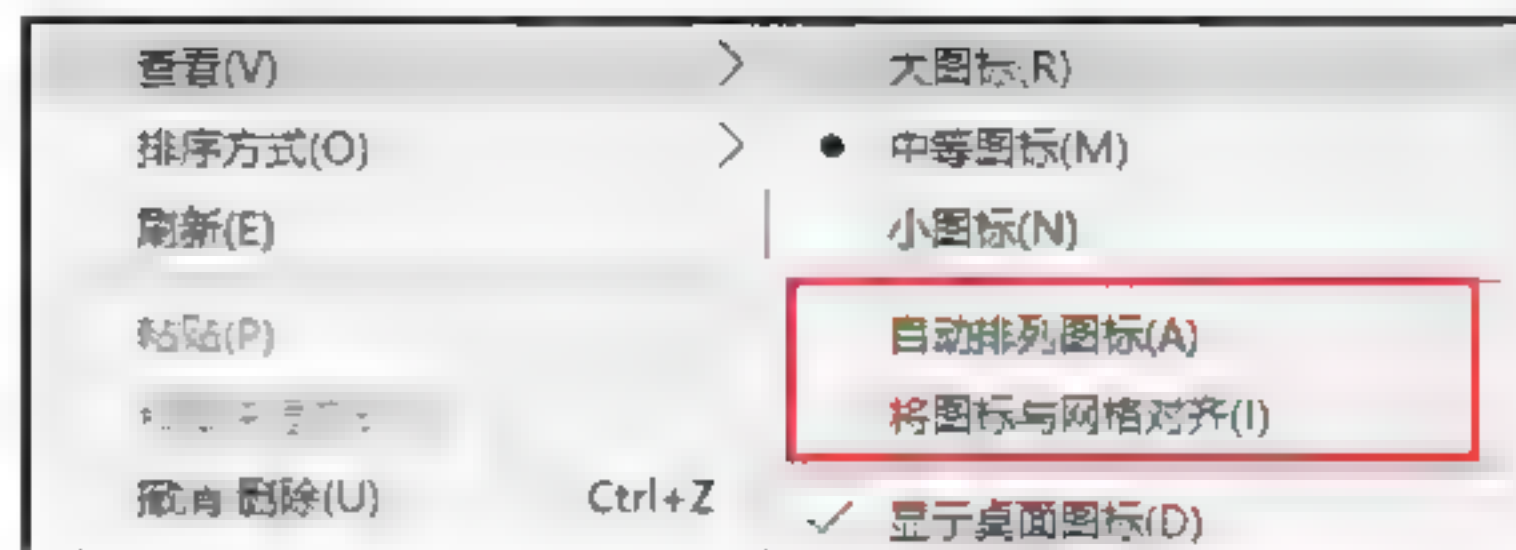 查看(V)
排序方式(O)
刷新(E)
粘贴(P)
撤消 删除(U) Ctrl+Z
大图标(R)
中等图标(M)
小图标(N)
自动排列图标(A)
将图标与网格对齐(I)
显示桌面图标(D)